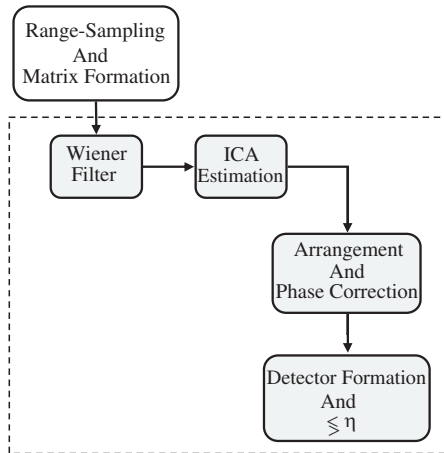 Range-Sampling
And
Matrix Formation
Wiener
Filter
ICA
Estimation
Arrangement
And
Phase Correction
Detector Formation
And
≶ η